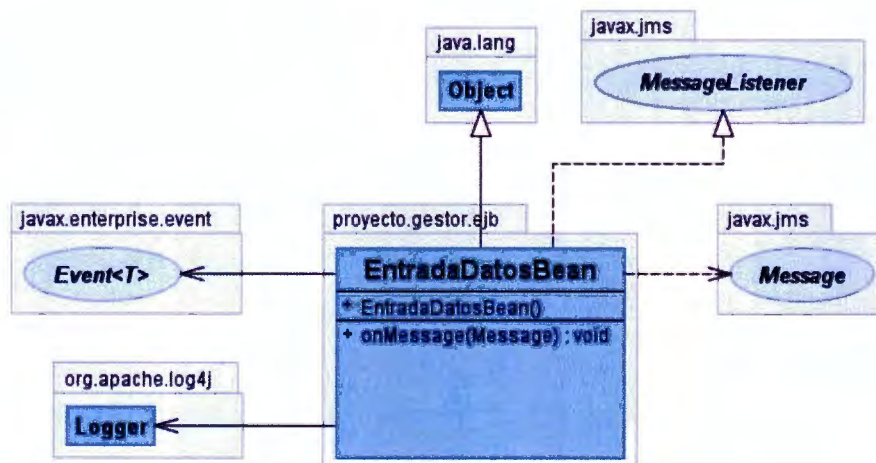 java.lang
Object
javax.jms
MessageListener
javax.enterprise.event
Event<T>
proyecto.gestor.ejb
EntradaDatosBean
+ EntradaDatosBean()
+ onMessage(Message) : void
javax.jms
Message
org.apache.log4j
Logger